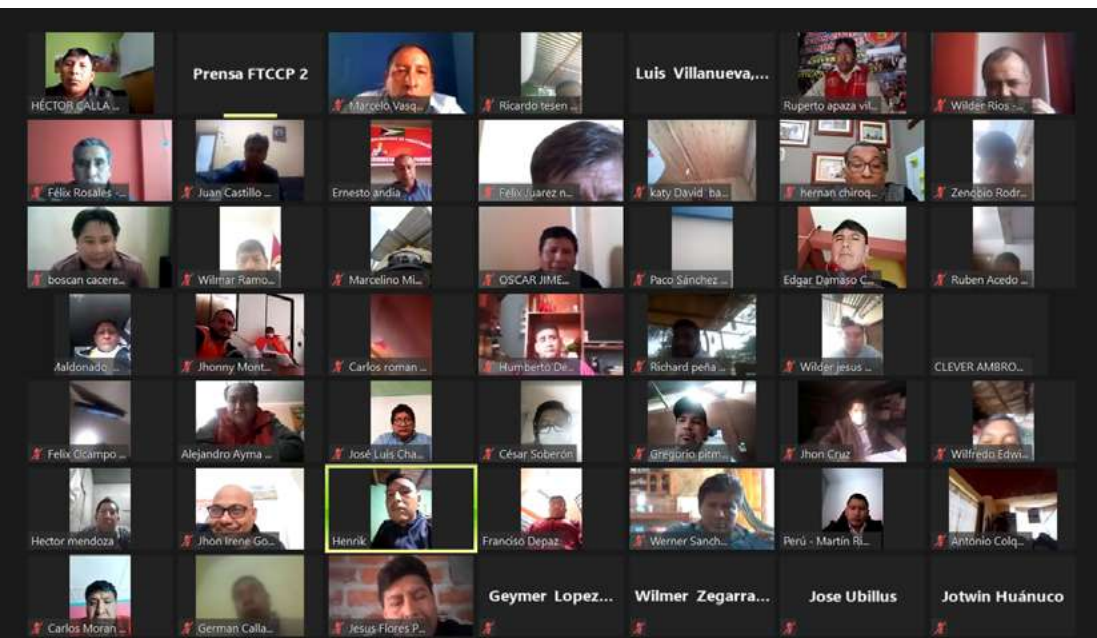 HÉCTOR CALLA ...
Prensa FTCCP 2
Marcelo Vasq...
Ricardo tesen ...
Luis Villanueva,...
Ruperto apaza vil...
Wilder Rios -...
Félix Rosales -...
Juan Castillo ...
Ernesto andia
Felix Juarez n...
katy David ba...
hernan chiroq...
Zenobio Rodr...
boscan cacere...
Wilmar Ramo...
Marcelino Mi...
OSCAR JIME...
Paco Sánchez ...
Edgar Damaso C...
Ruben Acedo ...
Maldonado ...
Jhonny Mont...
Carlos roman ...
Humberto De...
Richard peña ...
Wilder jesus ...
CLEVER AMBRO...
Felix Ocampo ...
Alejandro Ayma ...
José Luis Cha...
César Soberón
Gregorio pitm...
Jhon Cruz
Wilfredo Edwi...
Hector mendoza
Jhon Irene Go...
Henrik
Franciso Depaz
Werner Sanch...
Perú - Martín Ri...
Antonio Colq...
Carlos Moran ...
German Calla...
Jesus Flores P...
Geymer Lopez...
Wilmer Zegarra...
Jose Ubillus
Jotwin Huánuco